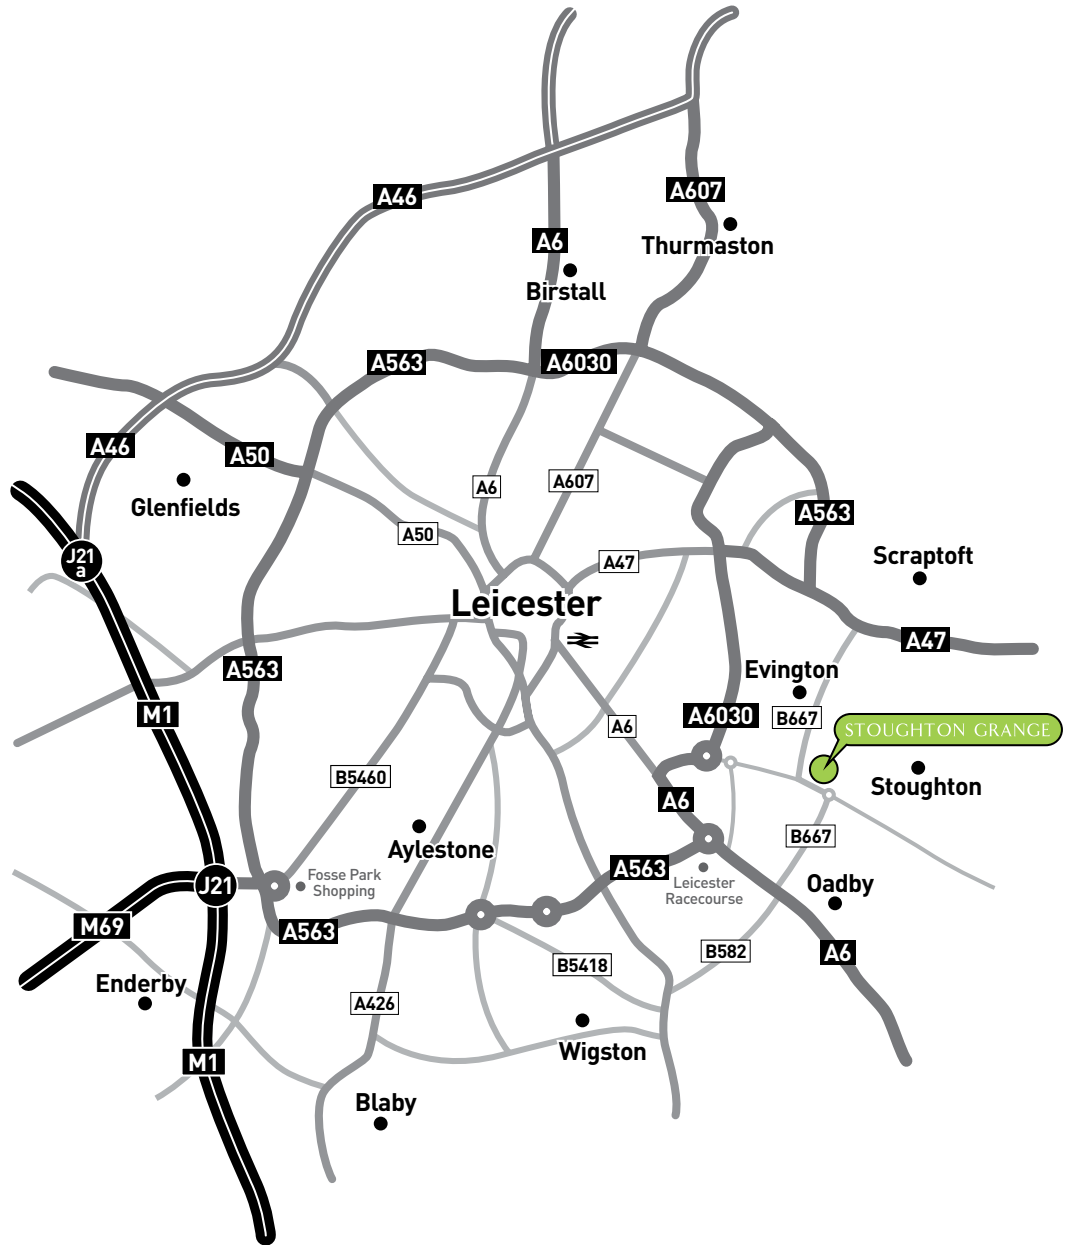 A46
A607
Thurmaston
A6
Birstall
A563
A6030
A46
A50
Glenfields
A6
A607
A50
A563
J21
a
A47
Scraptoft
Leicester
A47
A563
Evington
M1
A6030
B667
A6
STOUGHTON GRANGE
B5460
Stoughton
A6
Aylestone
B667
A563
Fosse Park
Shopping
J21
Leicester
Racecourse
Oadby
M69
A563
B582
A6
B5418
Enderby
A426
Wigston
M1
Blaby